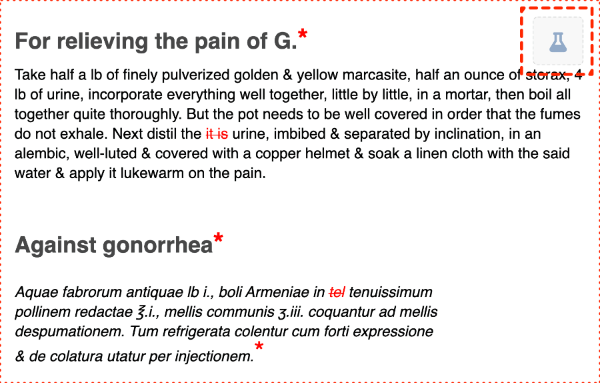 For relieving the pain of G.*
Take half a lb of finely pulverized golden & yellow marcasite, half an ounce of storax, 4
lb of urine, incorporate everything well together, little by little, in a mortar, then boil all
together quite thoroughly. But the pot needs to be well covered in order that the fumes
do not exhale. Next distil the it is urine, imbibed & separated by inclination, in an
alembic, well-luted & covered with a copper helmet & soak a linen cloth with the said
water & apply it lukewarm on the pain.
Against gonorrhea*
Aquae fabrorum antiquae lb i., boli Armeniae in tel tenuissimum
pollinem redactae ℥.i., mellis communis ʒ.iii. coquantur ad mellis
despumationem. Tum refrigerata colentur cum forti expressione
& de colatura utatur per injectionem.*